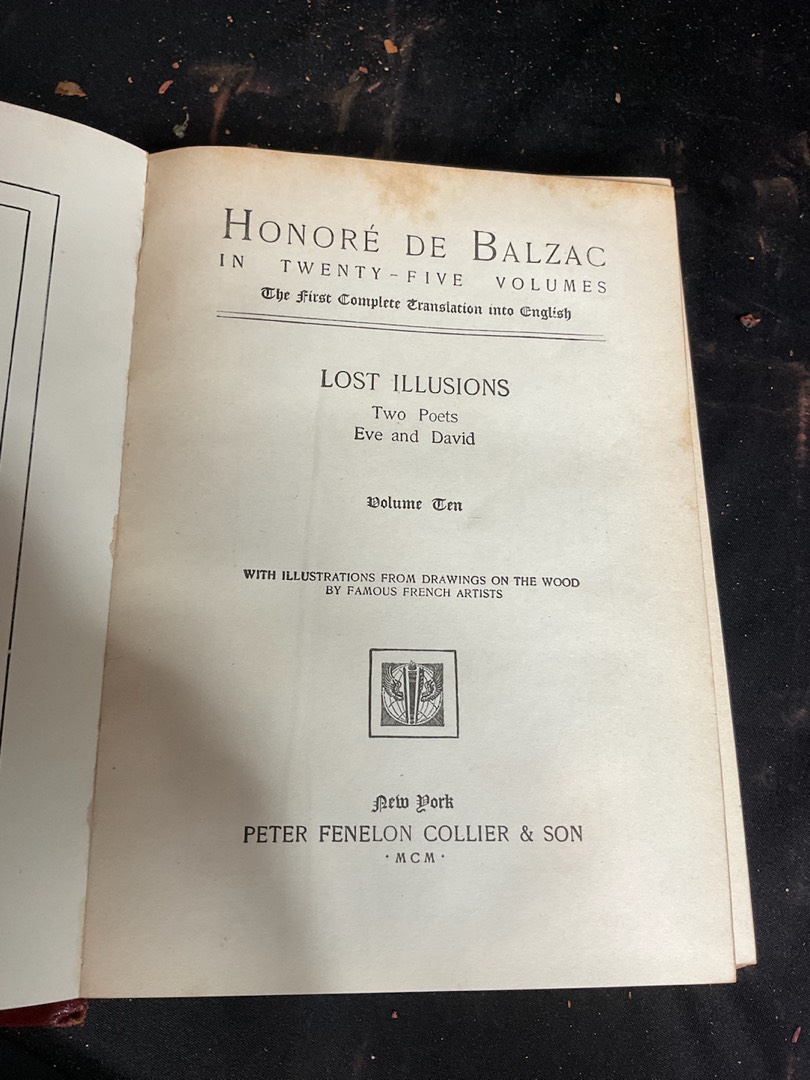 HONORÉ DE BALZAC
IN TWENTY-FIVE VOLUMES
The First Complete Translation into English
LOST ILLUSIONS
Two Poets
Eve and David
Volume Ten
WITH ILLUSTRATIONS FROM DRAWINGS ON THE WOOD
BY FAMOUS FRENCH ARTISTS
New York
PETER FENELON COLLIER & SON
· MCM ·